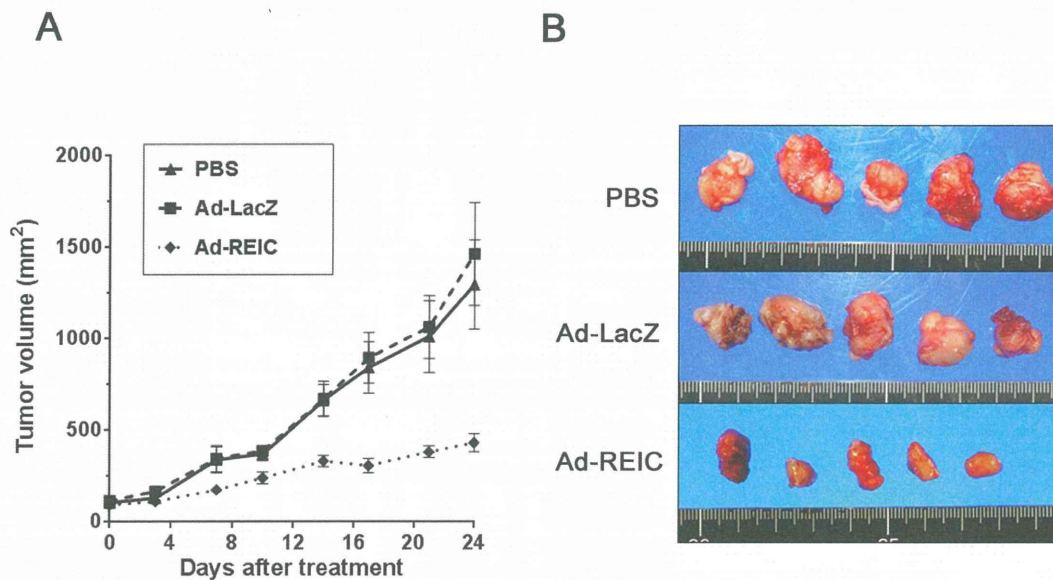 A
B
2000
1500
1000
500
0
PBS
Ad-LacZ
Ad-REIC
Tumor volume (mm²)
0 4 8 12 16 20 24
Days after treatment
PBS
Ad-LacZ
Ad-REIC